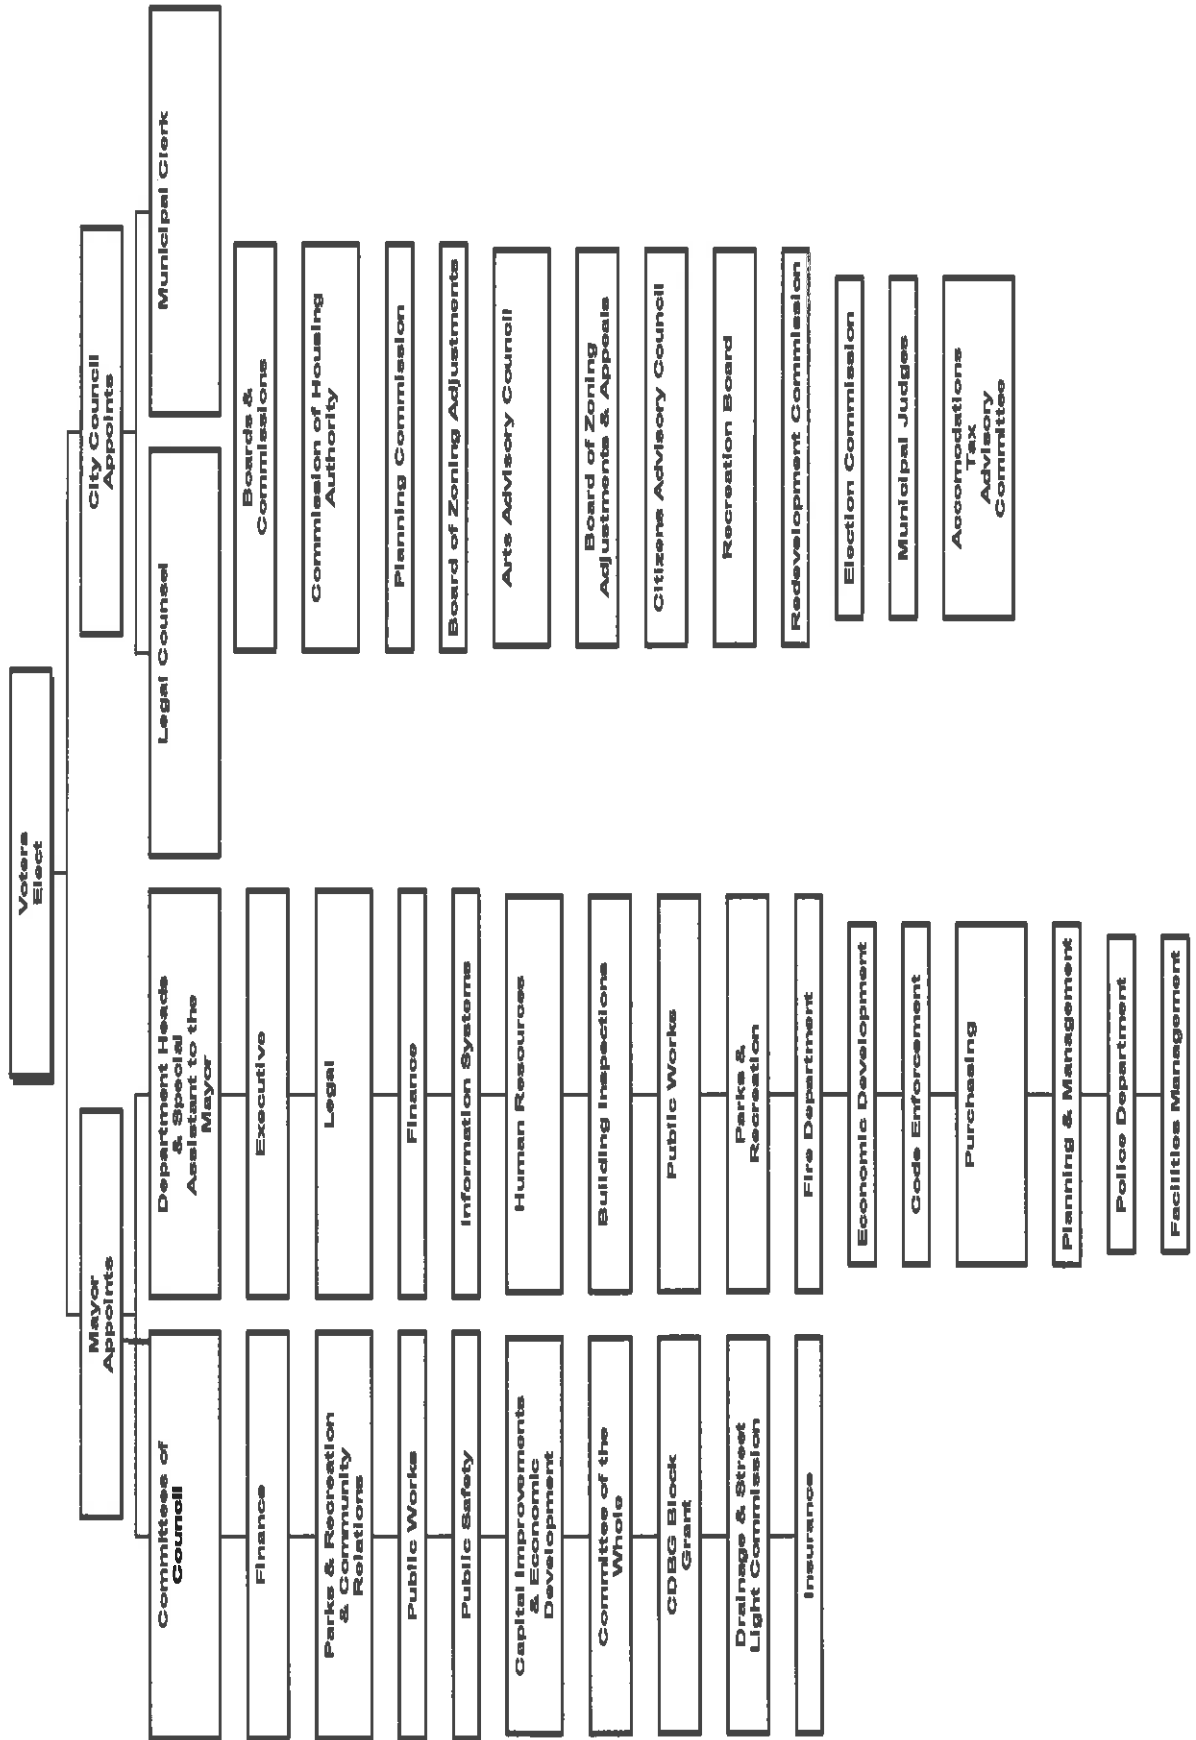 Voters
Elect
Mayor
Appoints
City Council
Appoints
Committees of
Council
Department Heads
& Special
Assistant to the
Mayor
Legal Counsel
Municipal Clerk
Finance
Parks & Recreation
& Community
Relations
Public Works
Public Safety
Capital Improvements
& Economic
Development
Committee of the
Whole
CDBG Block
Grant
Drainage & Street
Light Commission
Insurance
Executive
Legal
Finance
Information Systems
Human Resources
Building Inspections
Public Works
Parks &
Recreation
Fire Department
Economic Development
Code Enforcement
Purchasing
Planning & Management
Police Department
Facilities Management
Boards &
Commissions
Commission of Housing
Authority
Planning Commission
Board of Zoning Adjustments
Arts Advisory Council
Board of Zoning
Adjustments & Appeals
Citizens Advisory Council
Recreation Board
Redevelopment Commission
Election Commission
Municipal Judges
Accomodations
Tax
Advisory
Committee